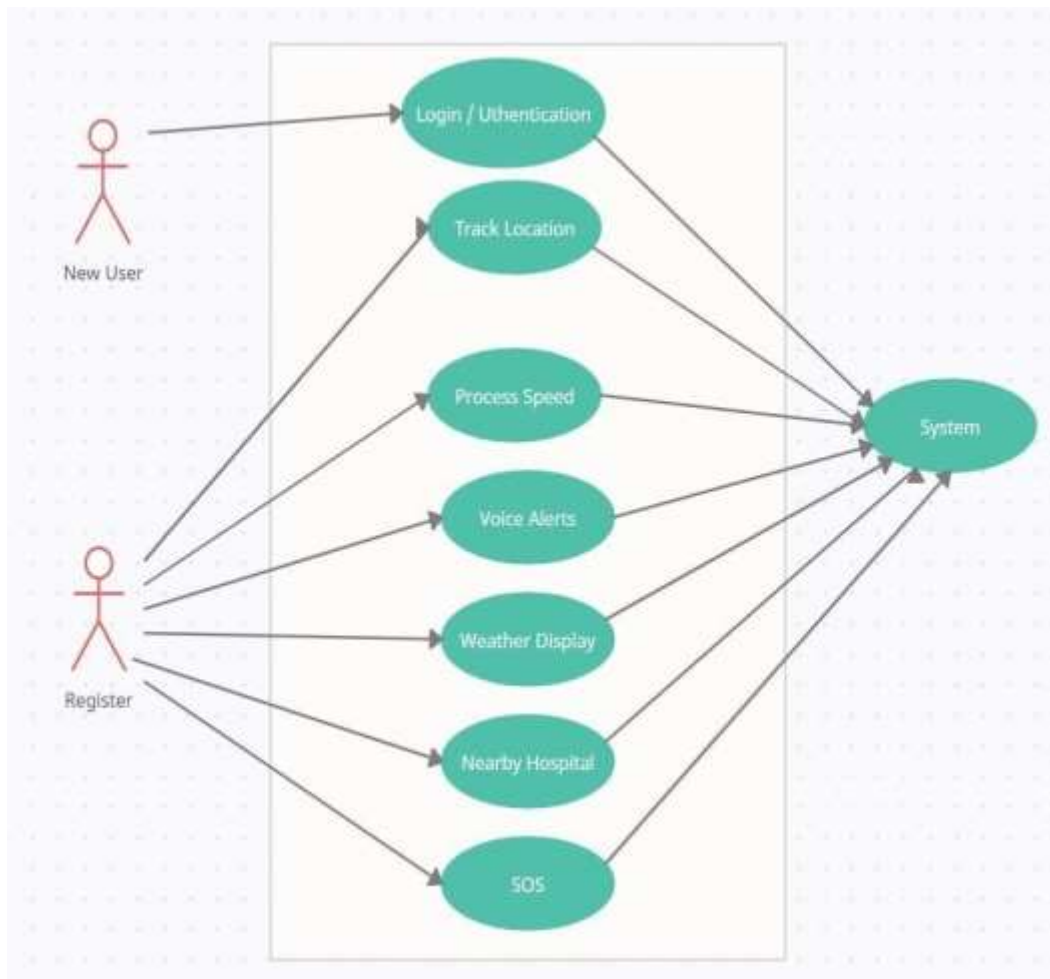 Login / Uthentication
Track Location
New User
Process Speed
System
Voice Alerts
Weather Display
Register
Nearby Hospital
SOS